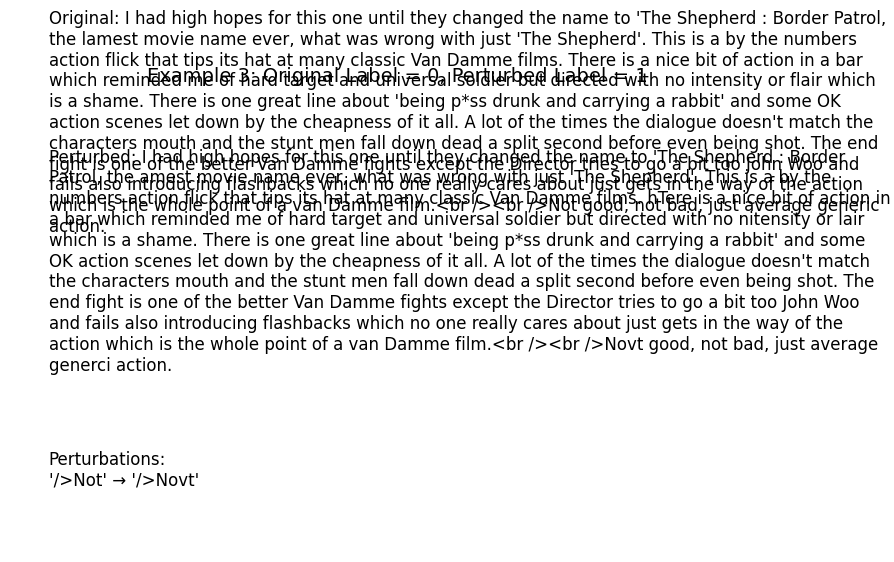 Original: I had high hopes for this one until they changed the name to 'The Shepherd : Border Patrol,
the lamest movie name ever, what was wrong with just 'The Shepherd'. This is a by the numbers
action flick that tips its hat at many classic Van Damme films. There is a nice bit of action in a bar
Example 3: Original Label = 0, Perturbed Label = 1
which reminded me of hard target and universal soldier but directed with no intensity or flair which
is a shame. There is one great line about 'being p*ss drunk and carrying a rabbit' and some OK
action scenes let down by the cheapness of it all. A lot of the times the dialogue doesn't match the
characters mouth and the stunt men fall down dead a split second before even being shot. The end
fight is one of the better Van Damme fights except the Director tries to go a bit too John Woo and
fails also introducing flashbacks which no one really cares about just gets in the way of the action
which is the whole point of a van Damme film.<br /><br />Not good, not bad, just average generic
action.
Perturbed: I had high hopes for this one until they changed the name to 'The Shepherd : Border
Patrol, the amest movie name ever, what was wrong with just 'The Shepherd'. This is a by the
numbers action flick that tips its hat at many classic Van Damme films. hTere is a nice bit of action in
a bar which reminded me of hard target and universal soldier but directed with no nitensity or lair
which is a shame. There is one great line about 'being p*ss drunk and carrying a rabbit' and some
OK action scenes let down by the cheapness of it all. A lot of the times the dialogue doesn't match
the characters mouth and the stunt men fall down dead a split second before even being shot. The
end fight is one of the better Van Damme fights except the Director tries to go a bit too John Woo
and fails also introducing flashbacks which no one really cares about just gets in the way of the
action which is the whole point of a van Damme film.<br /><br />Novt good, not bad, just average
generci action.
Perturbations:
'/>Not' → '/>Novt'